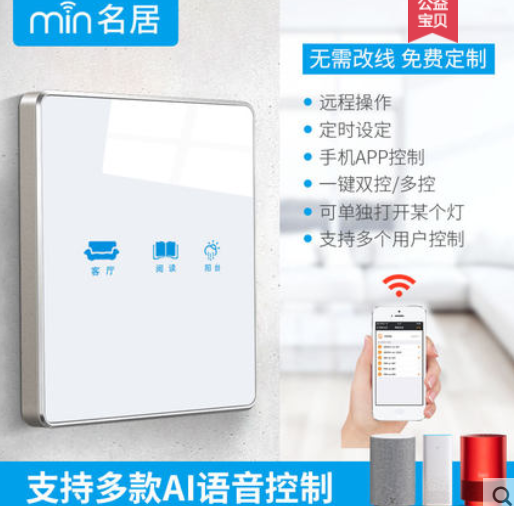 min名居
公益
宝贝
无需改线 免费定制
远程操作
定时设定
手机APP控制
一键双控/多控
可单独打开某个灯
支持多个用户控制
客厅
阅读
阳台
支持多款AI语音控制